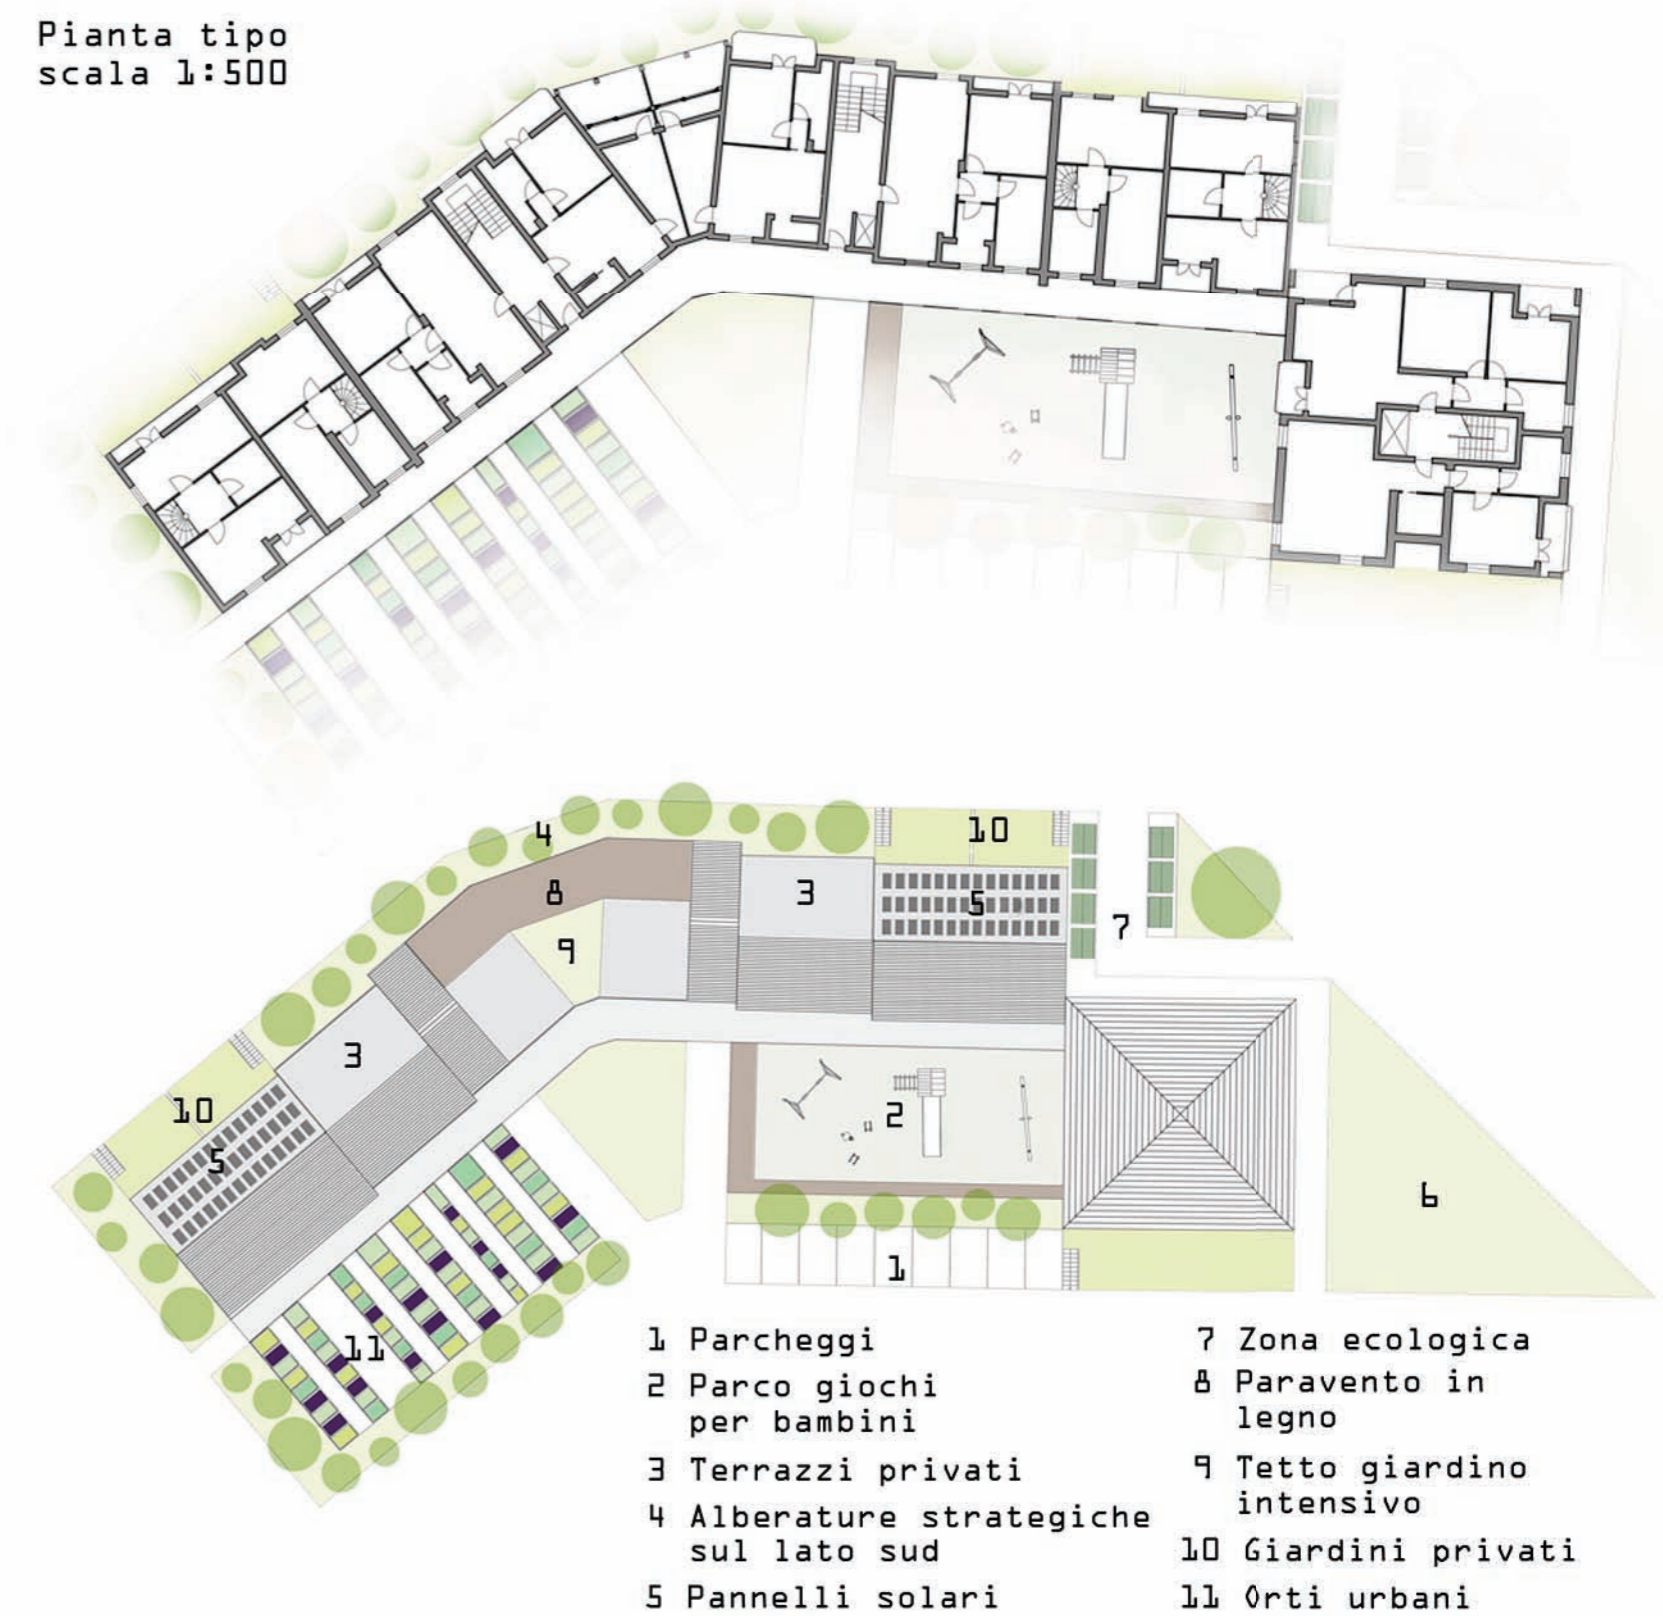 Pianta tipo
scala 1:500
4
10
8
3
5
7
9
3
10
5
2
6
1
11
1 Parcheggi
2 Parco giochi
per bambini
3 Terrazzi privati
4 Alberature strategiche
sul lato sud
5 Pannelli solari
7 Zona ecologica
8 Paravento in
legno
9 Tetto giardino
intensivo
10 Giardini privati
11 Orti urbani